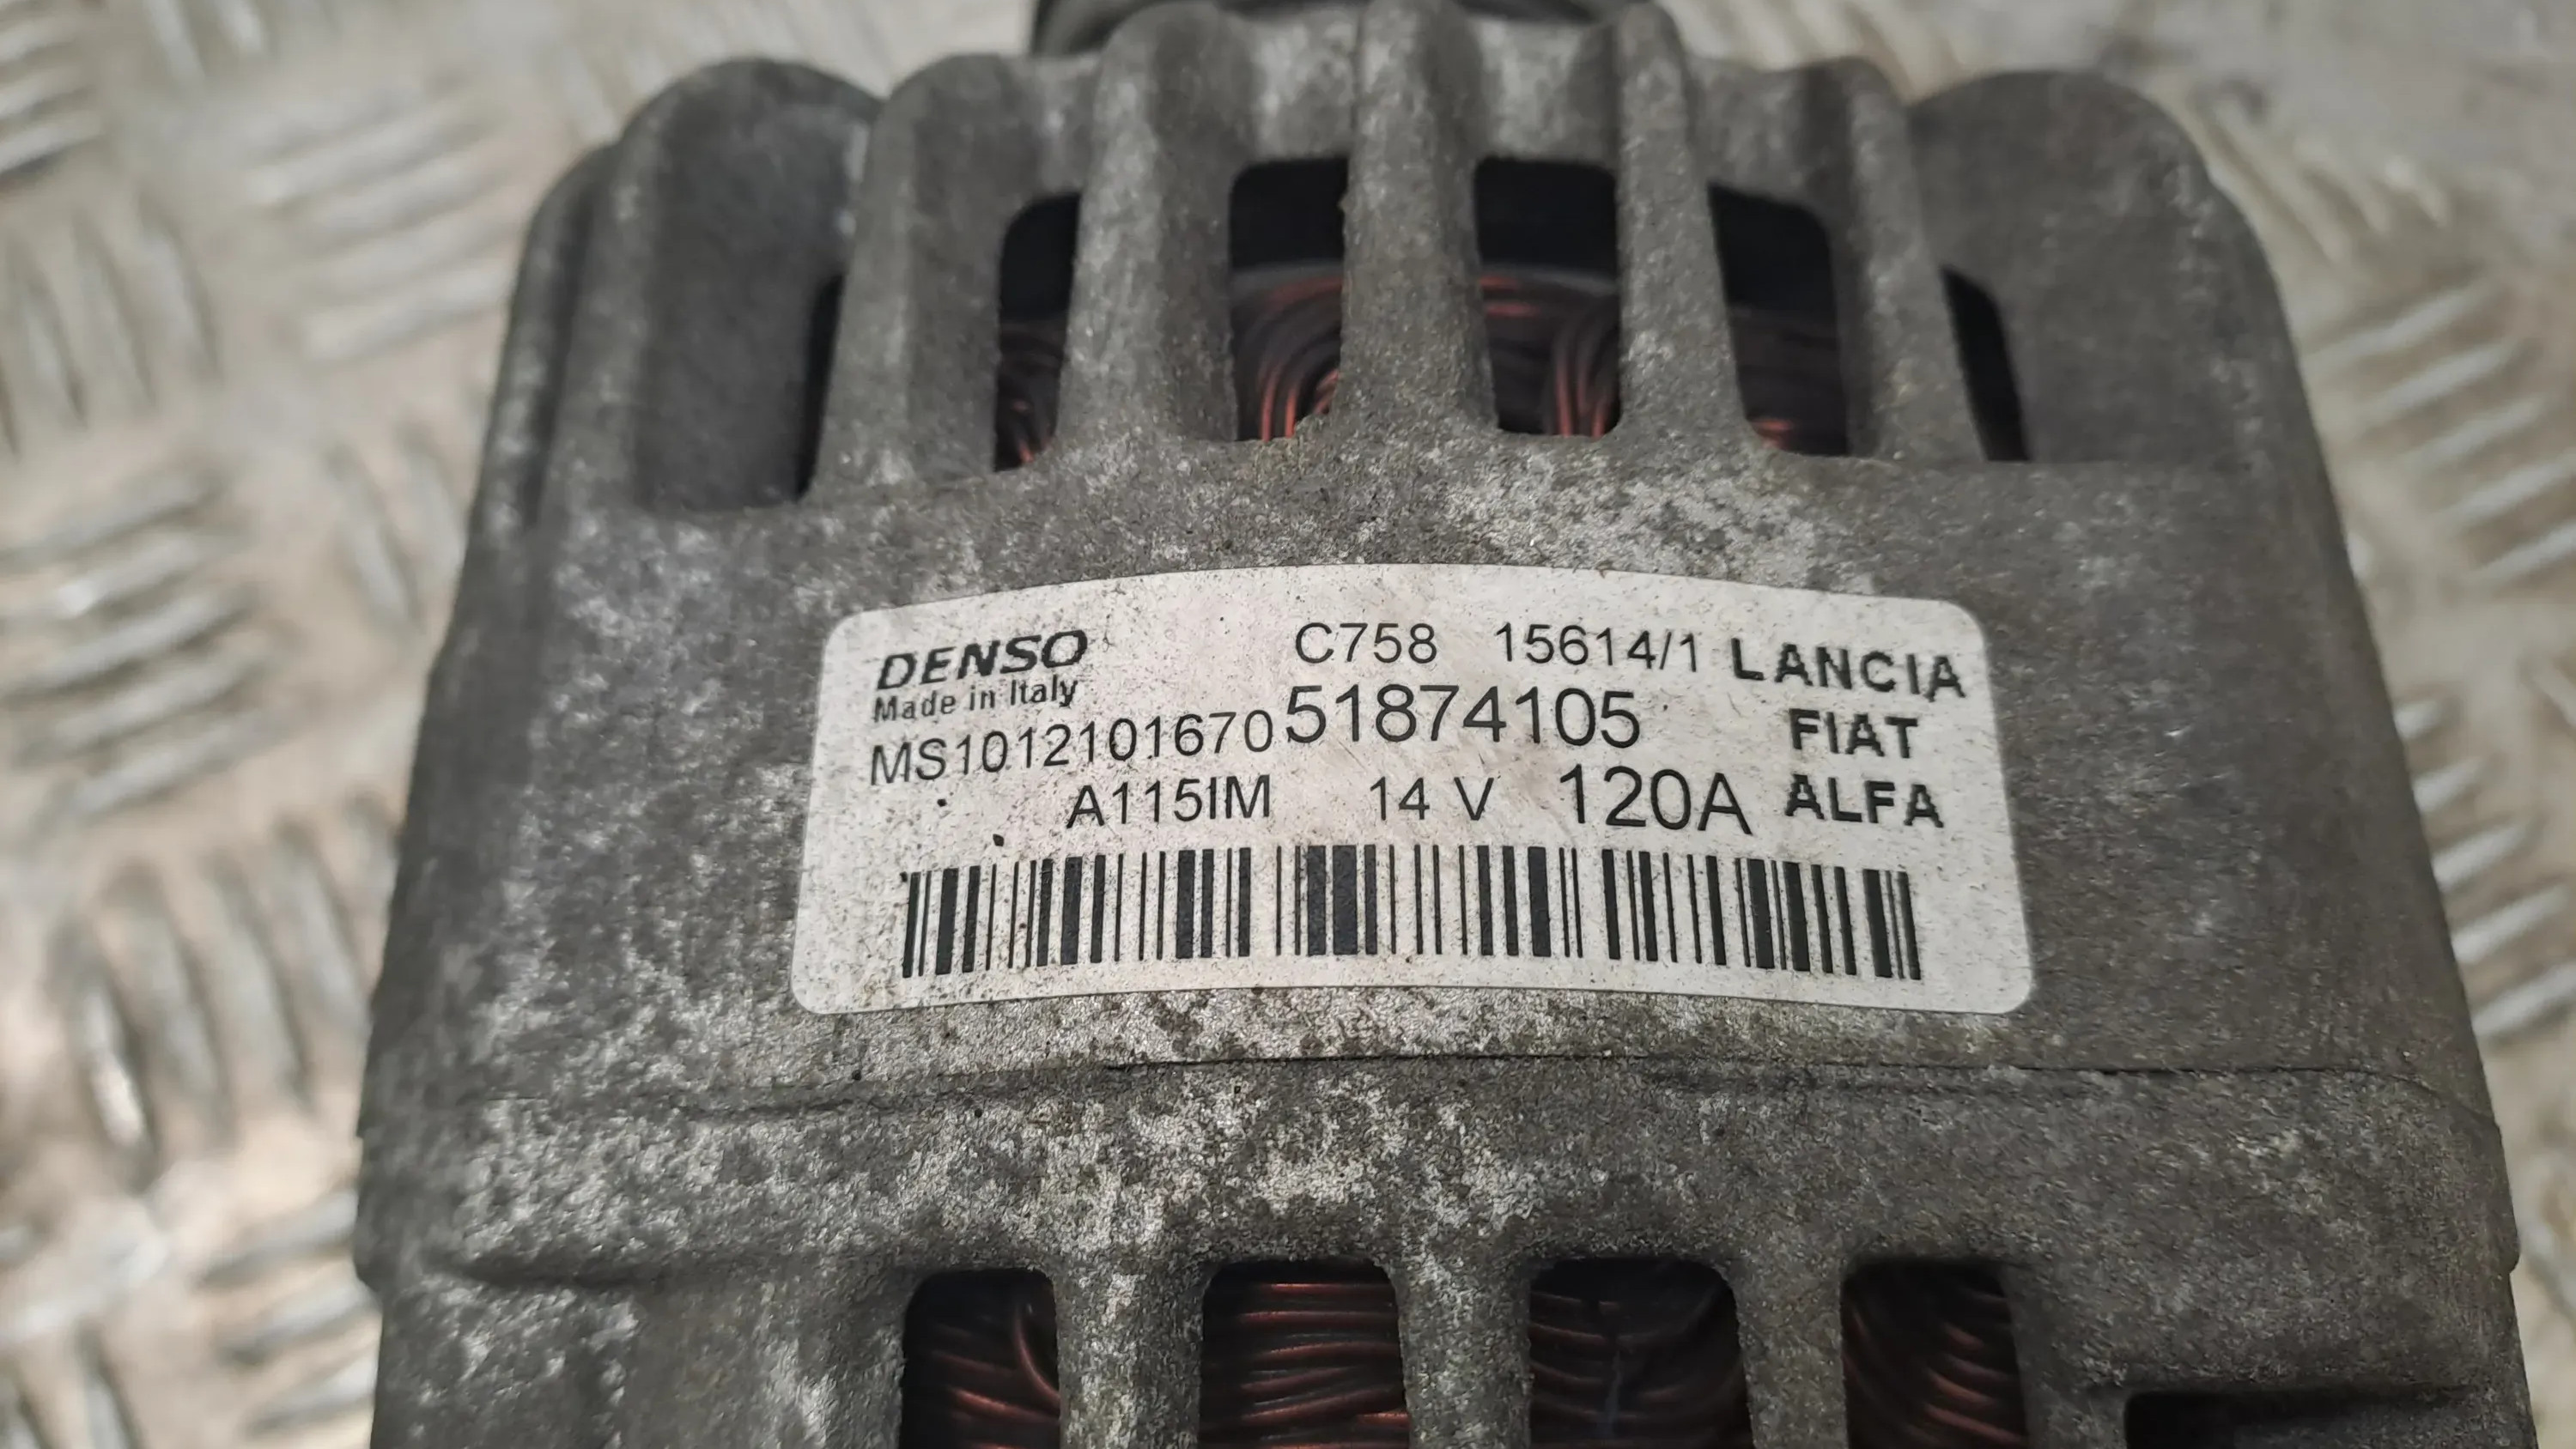 DENSO C758 15614/1 LANCIA
Made in Italy
MS1012101670 51874105 FIAT
A115IM 14 V 120A ALFA